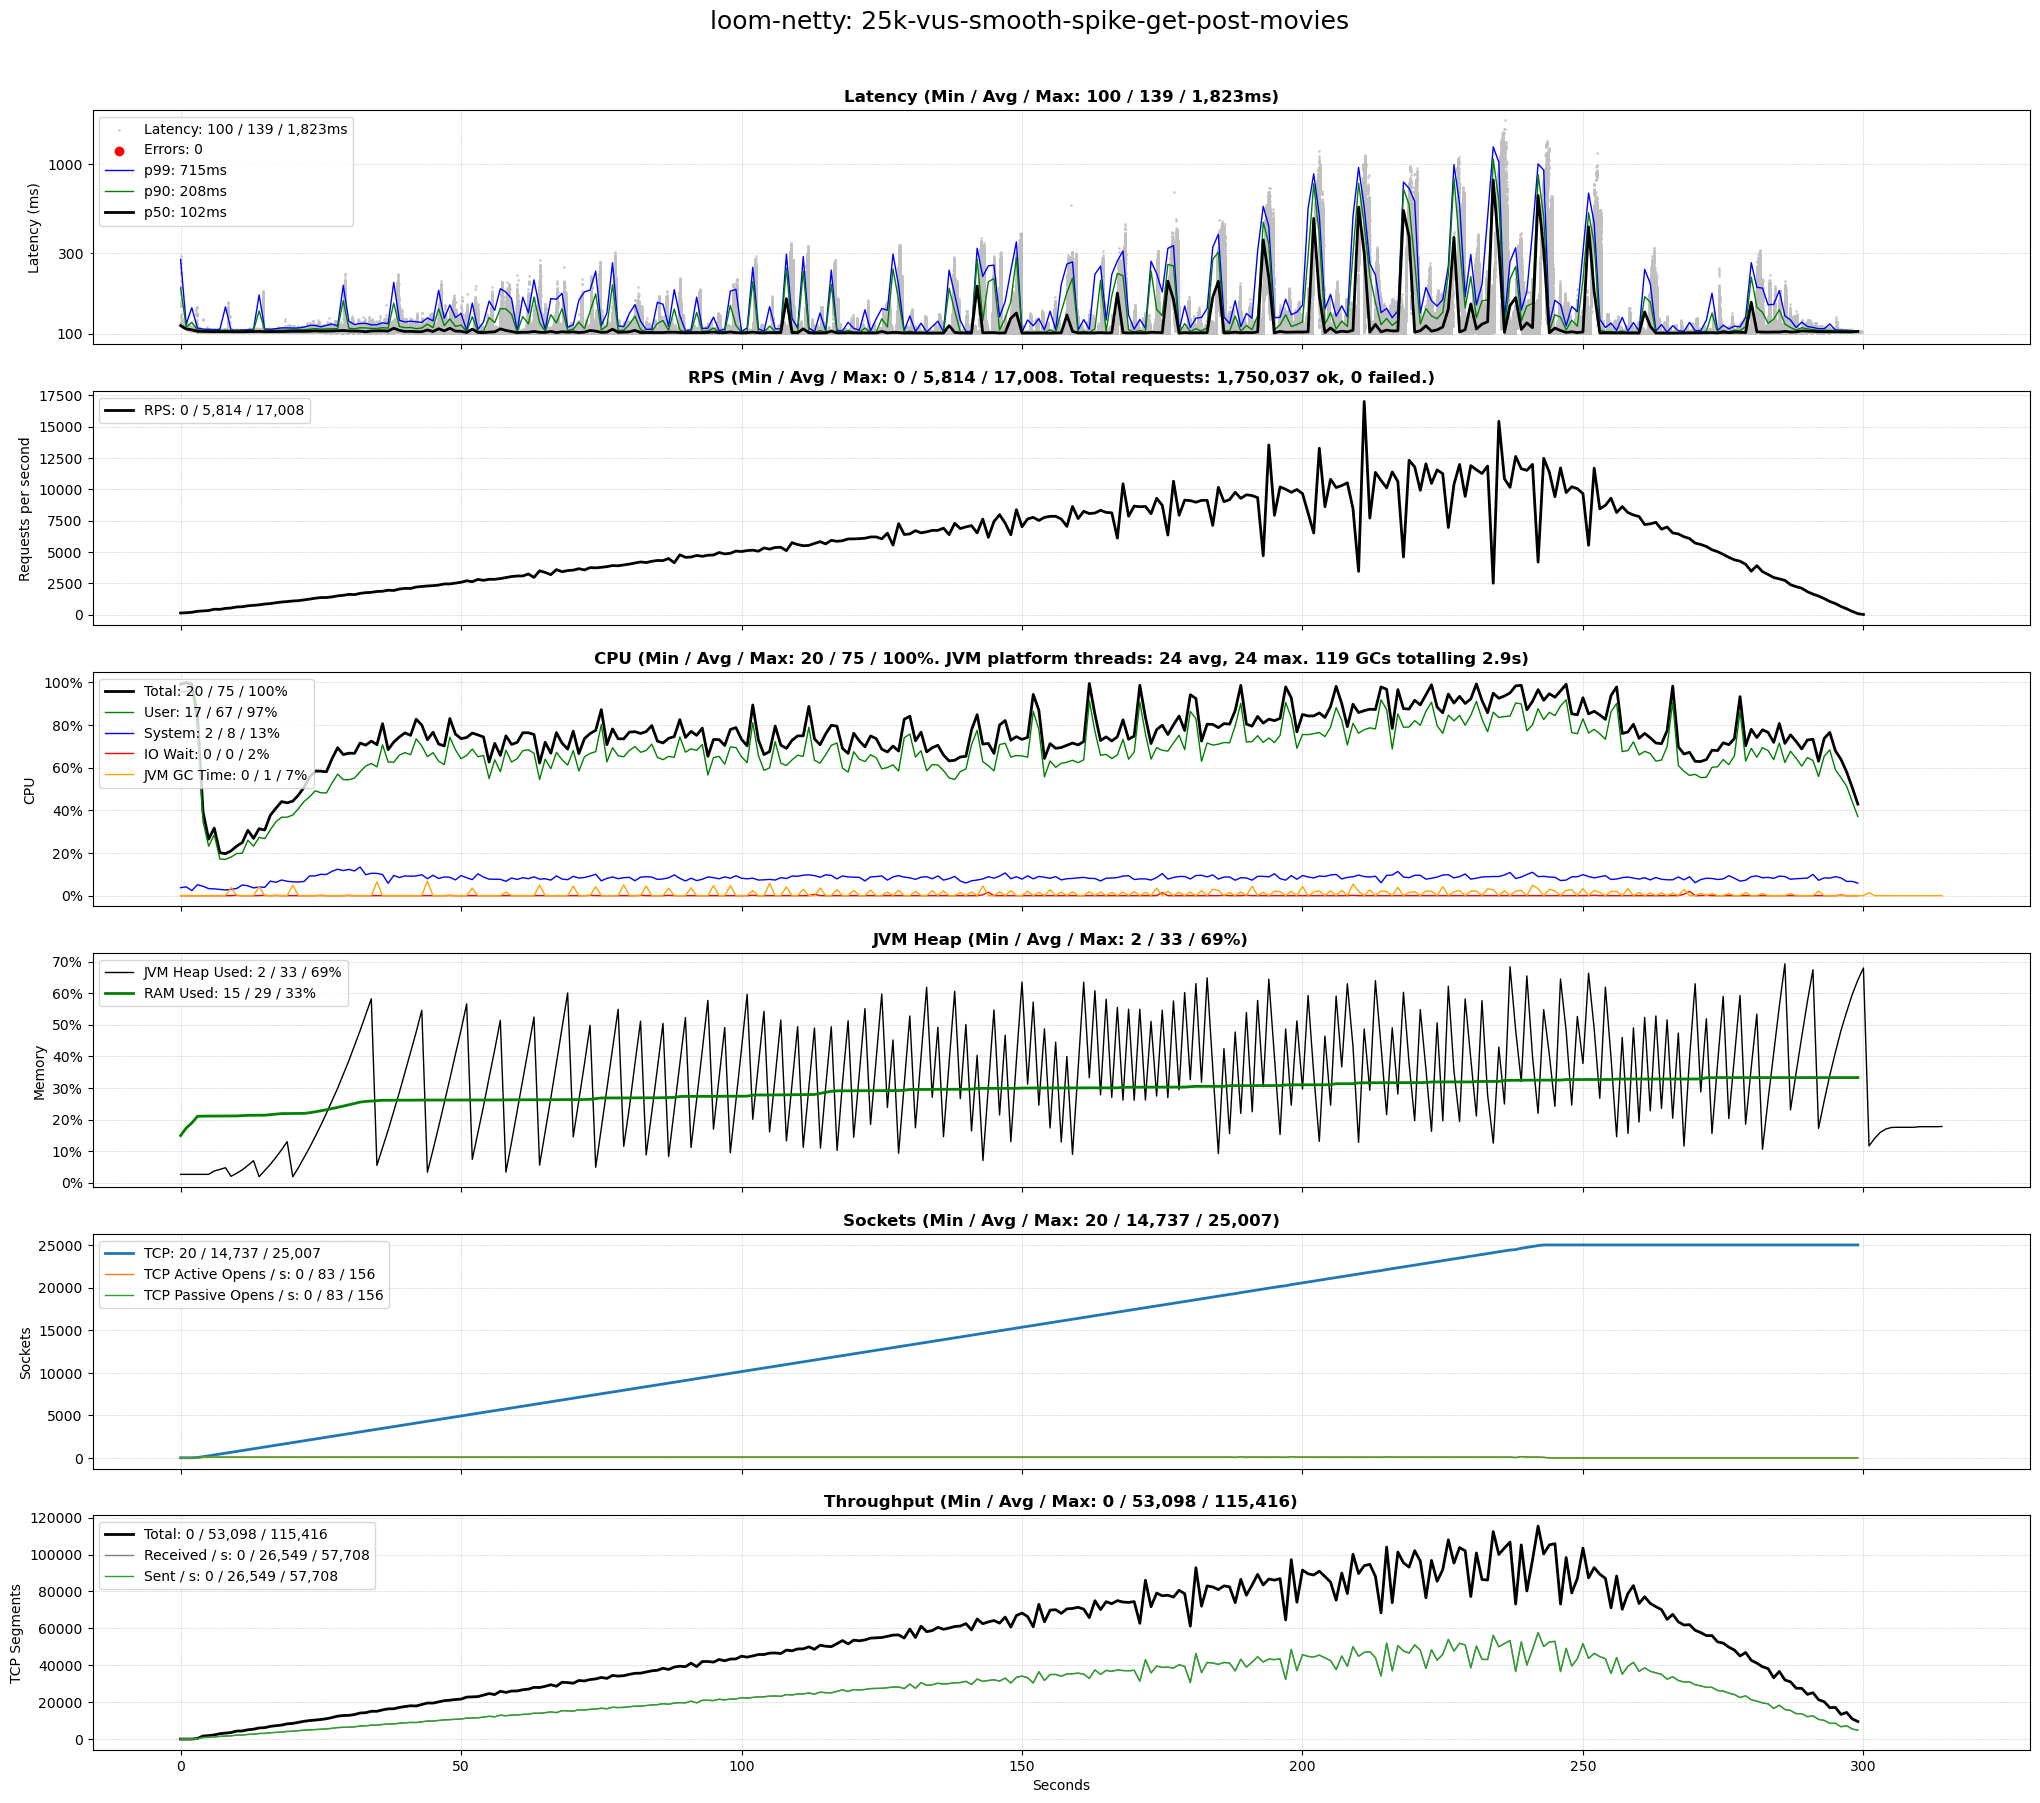 loom-netty: 25k-vus-smooth-spike-get-post-movies
Latency (Min / Avg / Max: 100 / 139 / 1,823ms)
Latency (ms)
1000
300
100
Latency: 100 / 139 / 1,823ms
Errors: 0
p99: 715ms
p90: 208ms
p50: 102ms
RPS (Min / Avg / Max: 0 / 5,814 / 17,008. Total requests: 1,750,037 ok, 0 failed.)
Requests per second
17500
15000
12500
10000
7500
5000
2500
0
RPS: 0 / 5,814 / 17,008
CPU (Min / Avg / Max: 20 / 75 / 100%. JVM platform threads: 24 avg, 24 max. 119 GCs totalling 2.9s)
CPU
100%
80%
60%
40%
20%
0%
Total: 20 / 75 / 100%
User: 17 / 67 / 97%
System: 2 / 8 / 13%
IO Wait: 0 / 0 / 2%
JVM GC Time: 0 / 1 / 7%
JVM Heap (Min / Avg / Max: 2 / 33 / 69%)
Memory
70%
60%
50%
40%
30%
20%
10%
0%
JVM Heap Used: 2 / 33 / 69%
RAM Used: 15 / 29 / 33%
Sockets (Min / Avg / Max: 20 / 14,737 / 25,007)
Sockets
25000
20000
15000
10000
5000
0
TCP: 20 / 14,737 / 25,007
TCP Active Opens / s: 0 / 83 / 156
TCP Passive Opens / s: 0 / 83 / 156
Throughput (Min / Avg / Max: 0 / 53,098 / 115,416)
TCP Segments
120000
100000
80000
60000
40000
20000
0
Total: 0 / 53,098 / 115,416
Received / s: 0 / 26,549 / 57,708
Sent / s: 0 / 26,549 / 57,708
0 50 100 150 200 250 300
Seconds